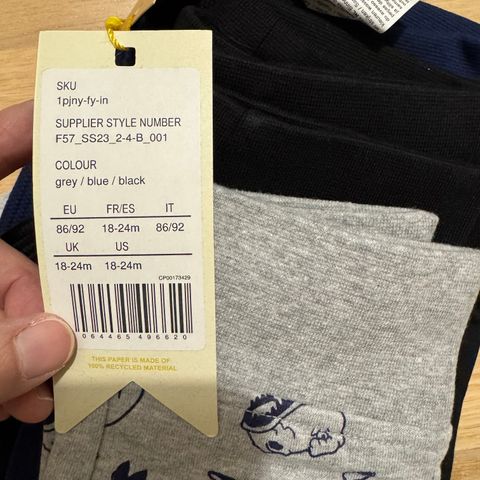 SKU
1pjny-fy-in
SUPPLIER STYLE NUMBER
F57_SS23_2-4-B_001
COLOUR
grey / blue / black
EU FR/ES IT
86/92 18-24m 86/92
UK US
18-24m 18-24m
CP00173429
0 64465 496620
THIS PAPER IS MADE OF
100% RECYCLED MATERIAL